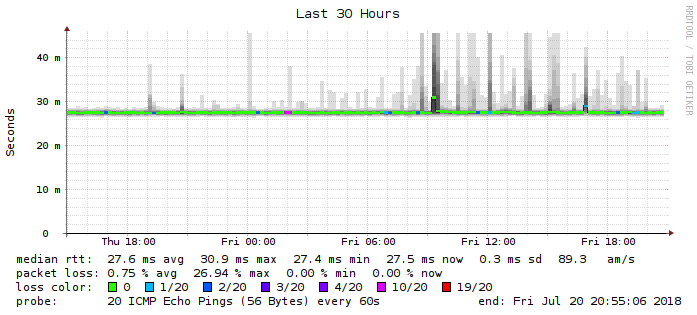 Last 30 Hours
RRDTOOL / TOBI OETIKER
Seconds
40 m
30 m
20 m
10 m
0
Thu 18:00 Fri 00:00 Fri 06:00 Fri 12:00 Fri 18:00
median rtt: 27.6 ms avg 30.9 ms max 27.4 ms min 27.5 ms now 0.3 ms sd 89.3 am/s
packet loss: 0.75 % avg 26.94 % max 0.00 % min 0.00 % now
loss color: 0 1/20 2/20 3/20 4/20 10/20 19/20
probe: 20 ICMP Echo Pings (56 Bytes) every 60s end: Fri Jul 20 20:55:06 2018